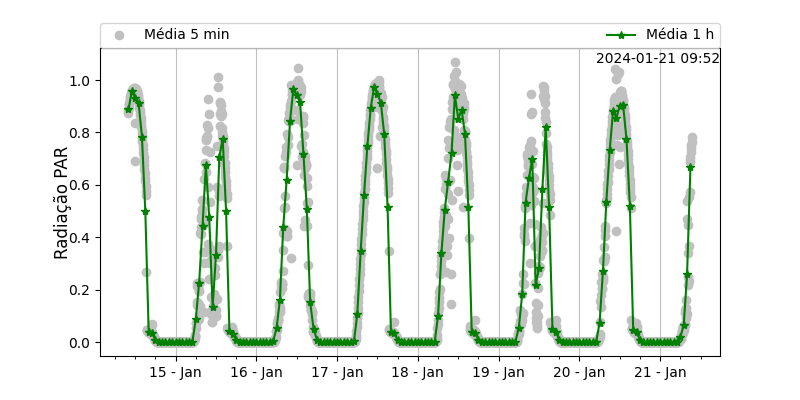 Média 5 min
Média 1 h
2024-01-21 09:52
Radiação PAR
1.0
0.8
0.6
0.4
0.2
0.0
15 - Jan
16 - Jan
17 - Jan
18 - Jan
19 - Jan
20 - Jan
21 - Jan